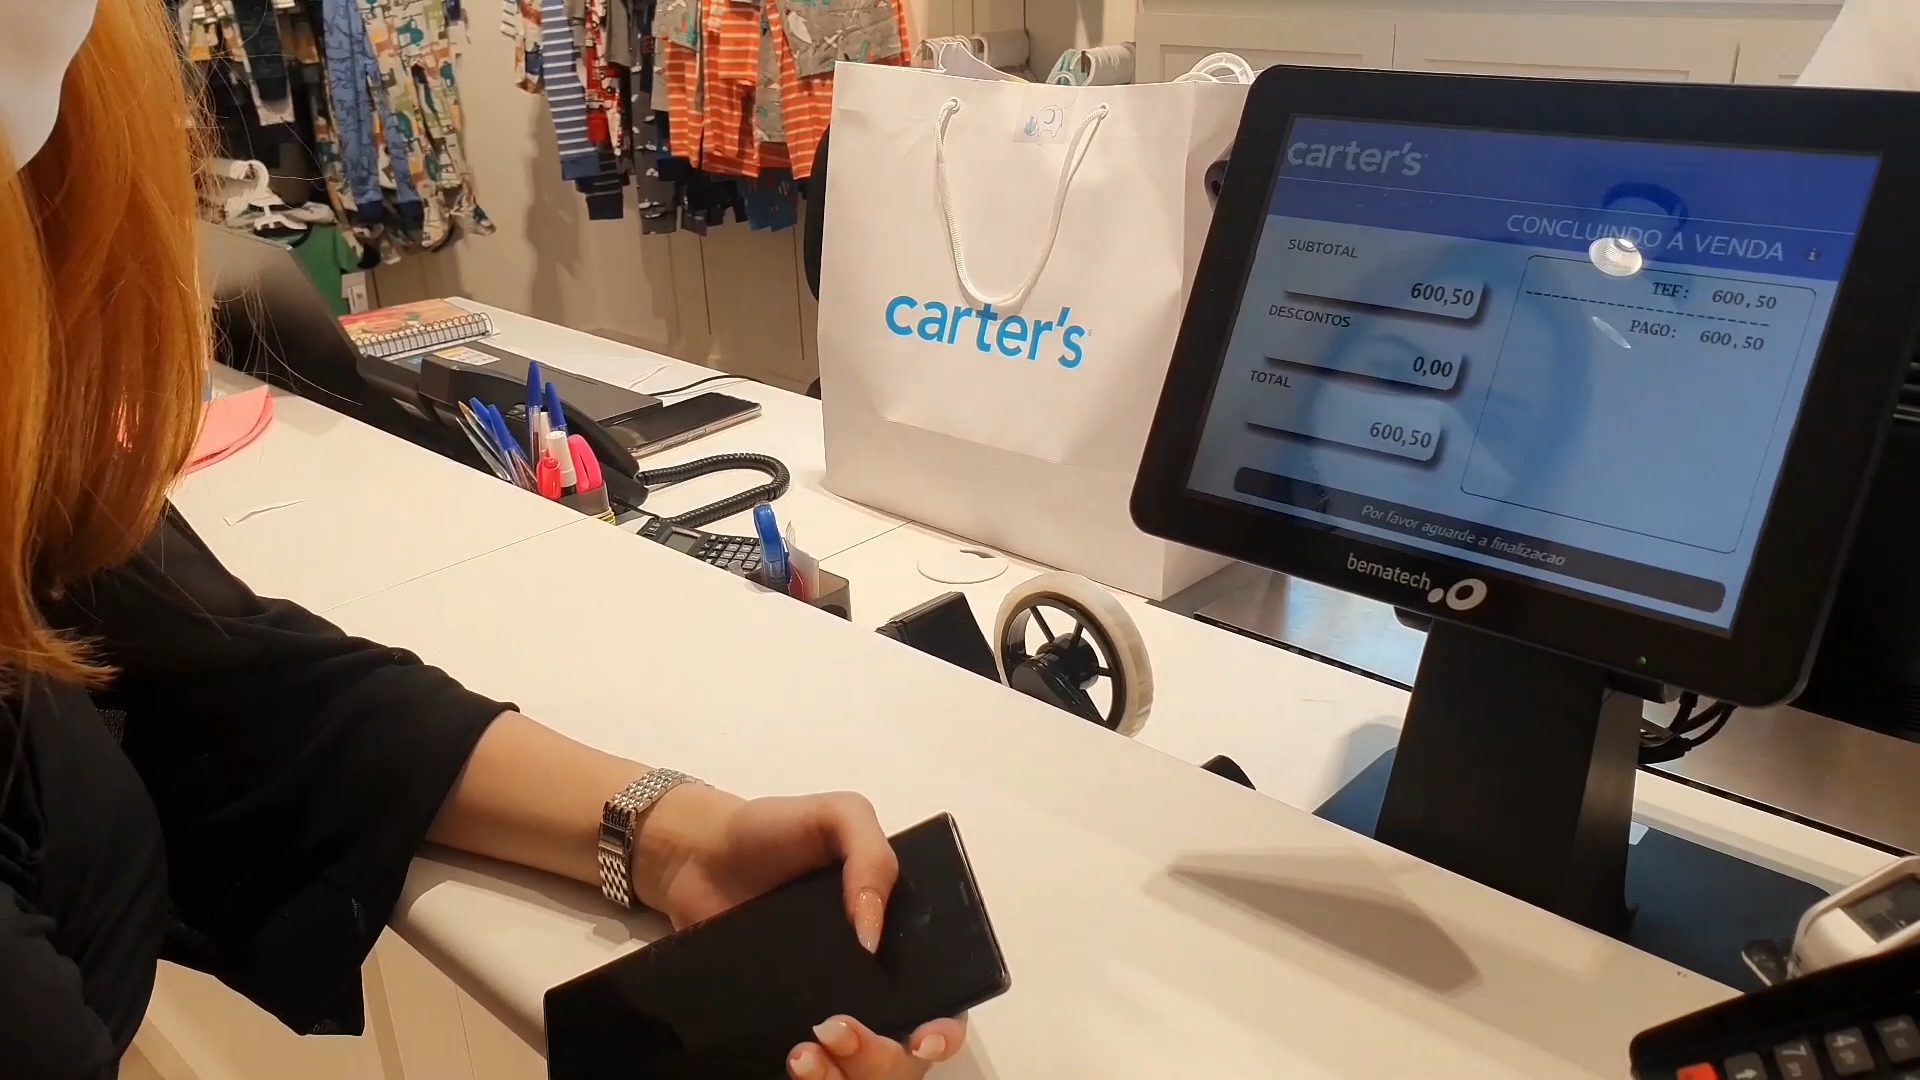 carter's
carter's
CONCLUINDO A VENDA
SUBTOTAL
600,50
DESCONTOS
0,00
TOTAL
600,50
TEF: 600,50
PAGO: 600,50
Por favor aguarde a finalizacao
bematech